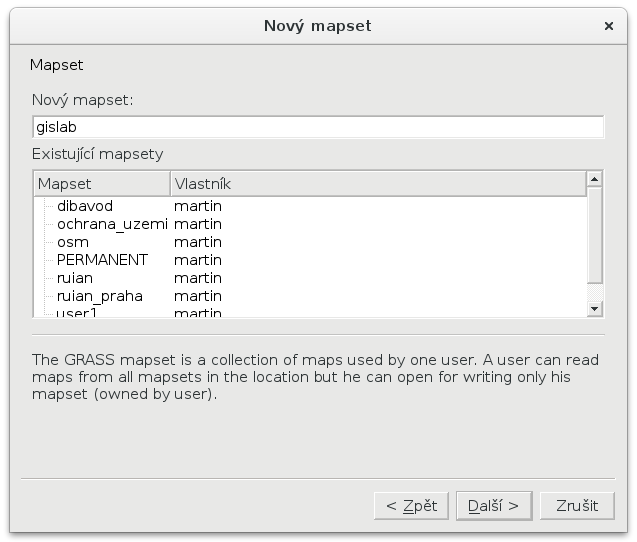 Nový mapset
×
Mapset
Nový mapset:
gislab
Existující mapsety
Mapset Vlastník
dibavod martin
ochrana_uzemi martin
osm martin
PERMANENT martin
ruian martin
ruian_praha martin
user1 martin
The GRASS mapset is a collection of maps used by one user. A user can read
maps from all mapsets in the location but he can open for writing only his
mapset (owned by user).
< Zpět Další > Zrušit